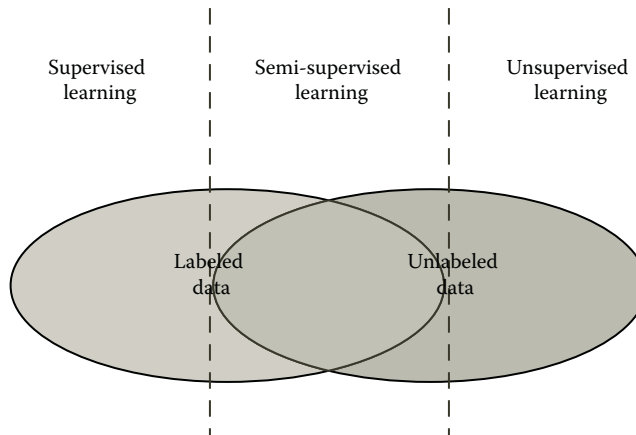 Supervised
learning
Semi-supervised
learning
Unsupervised
learning
Labeled
data
Unlabeled
data